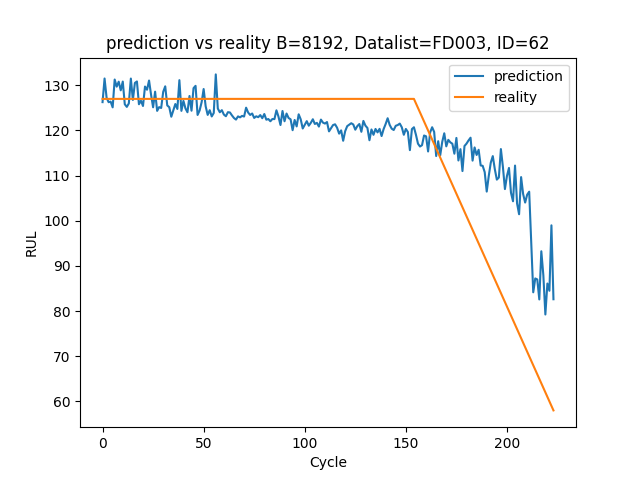 prediction vs reality B=8192, Datalist=FD003, ID=62
prediction
reality
130
120
110
100
90
80
70
60
RUL
0 50 100 150 200
Cycle